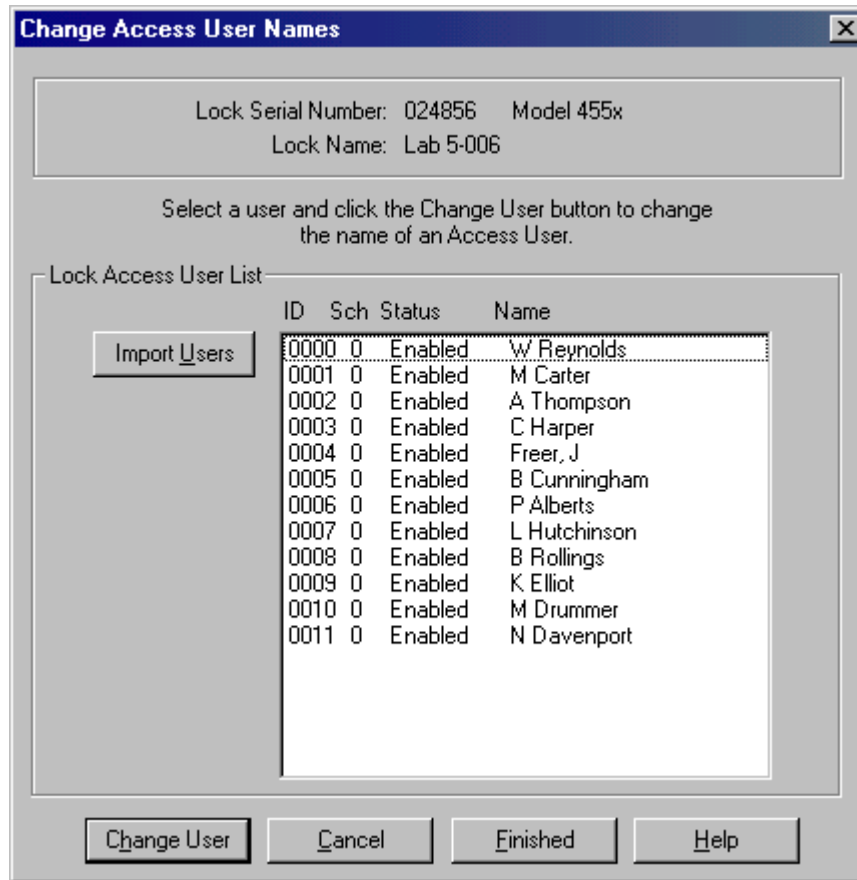 Change Access User Names
Lock Serial Number: 024856 Model 455x
Lock Name: Lab 5-006
Select a user and click the Change User button to change
the name of an Access User.
Lock Access User List
ID Sch Status Name
Import Users
0000 0 Enabled W Reynolds
0001 0 Enabled M Carter
0002 0 Enabled A Thompson
0003 0 Enabled C Harper
0004 0 Enabled Freer, J
0005 0 Enabled B Cunningham
0006 0 Enabled P Alberts
0007 0 Enabled L Hutchinson
0008 0 Enabled B Rollings
0009 0 Enabled K Elliot
0010 0 Enabled M Drummer
0011 0 Enabled N Davenport
Change User Cancel Finished Help